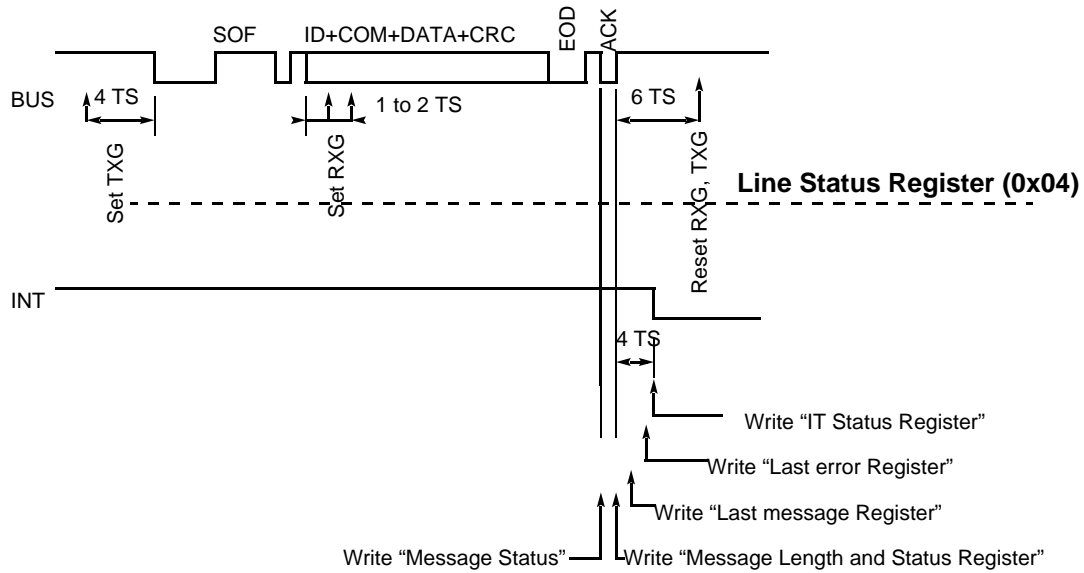 SOF
ID+COM+DATA+CRC
EOD
ACK
BUS
4 TS
1 to 2 TS
6 TS
Set TXG
Set RXG
Reset RXG, TXG
Line Status Register (0x04)
INT
4 TS
Write “IT Status Register”
Write “Last error Register”
Write “Last message Register”
Write “Message Status”
Write “Message Length and Status Register”